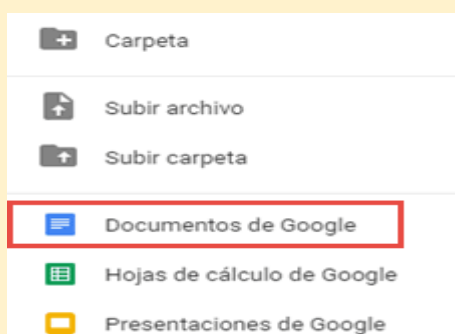 Carpeta
Subir archivo
Subir carpeta
Documentos de Google
Hojas de cálculo de Google
Presentaciones de Google